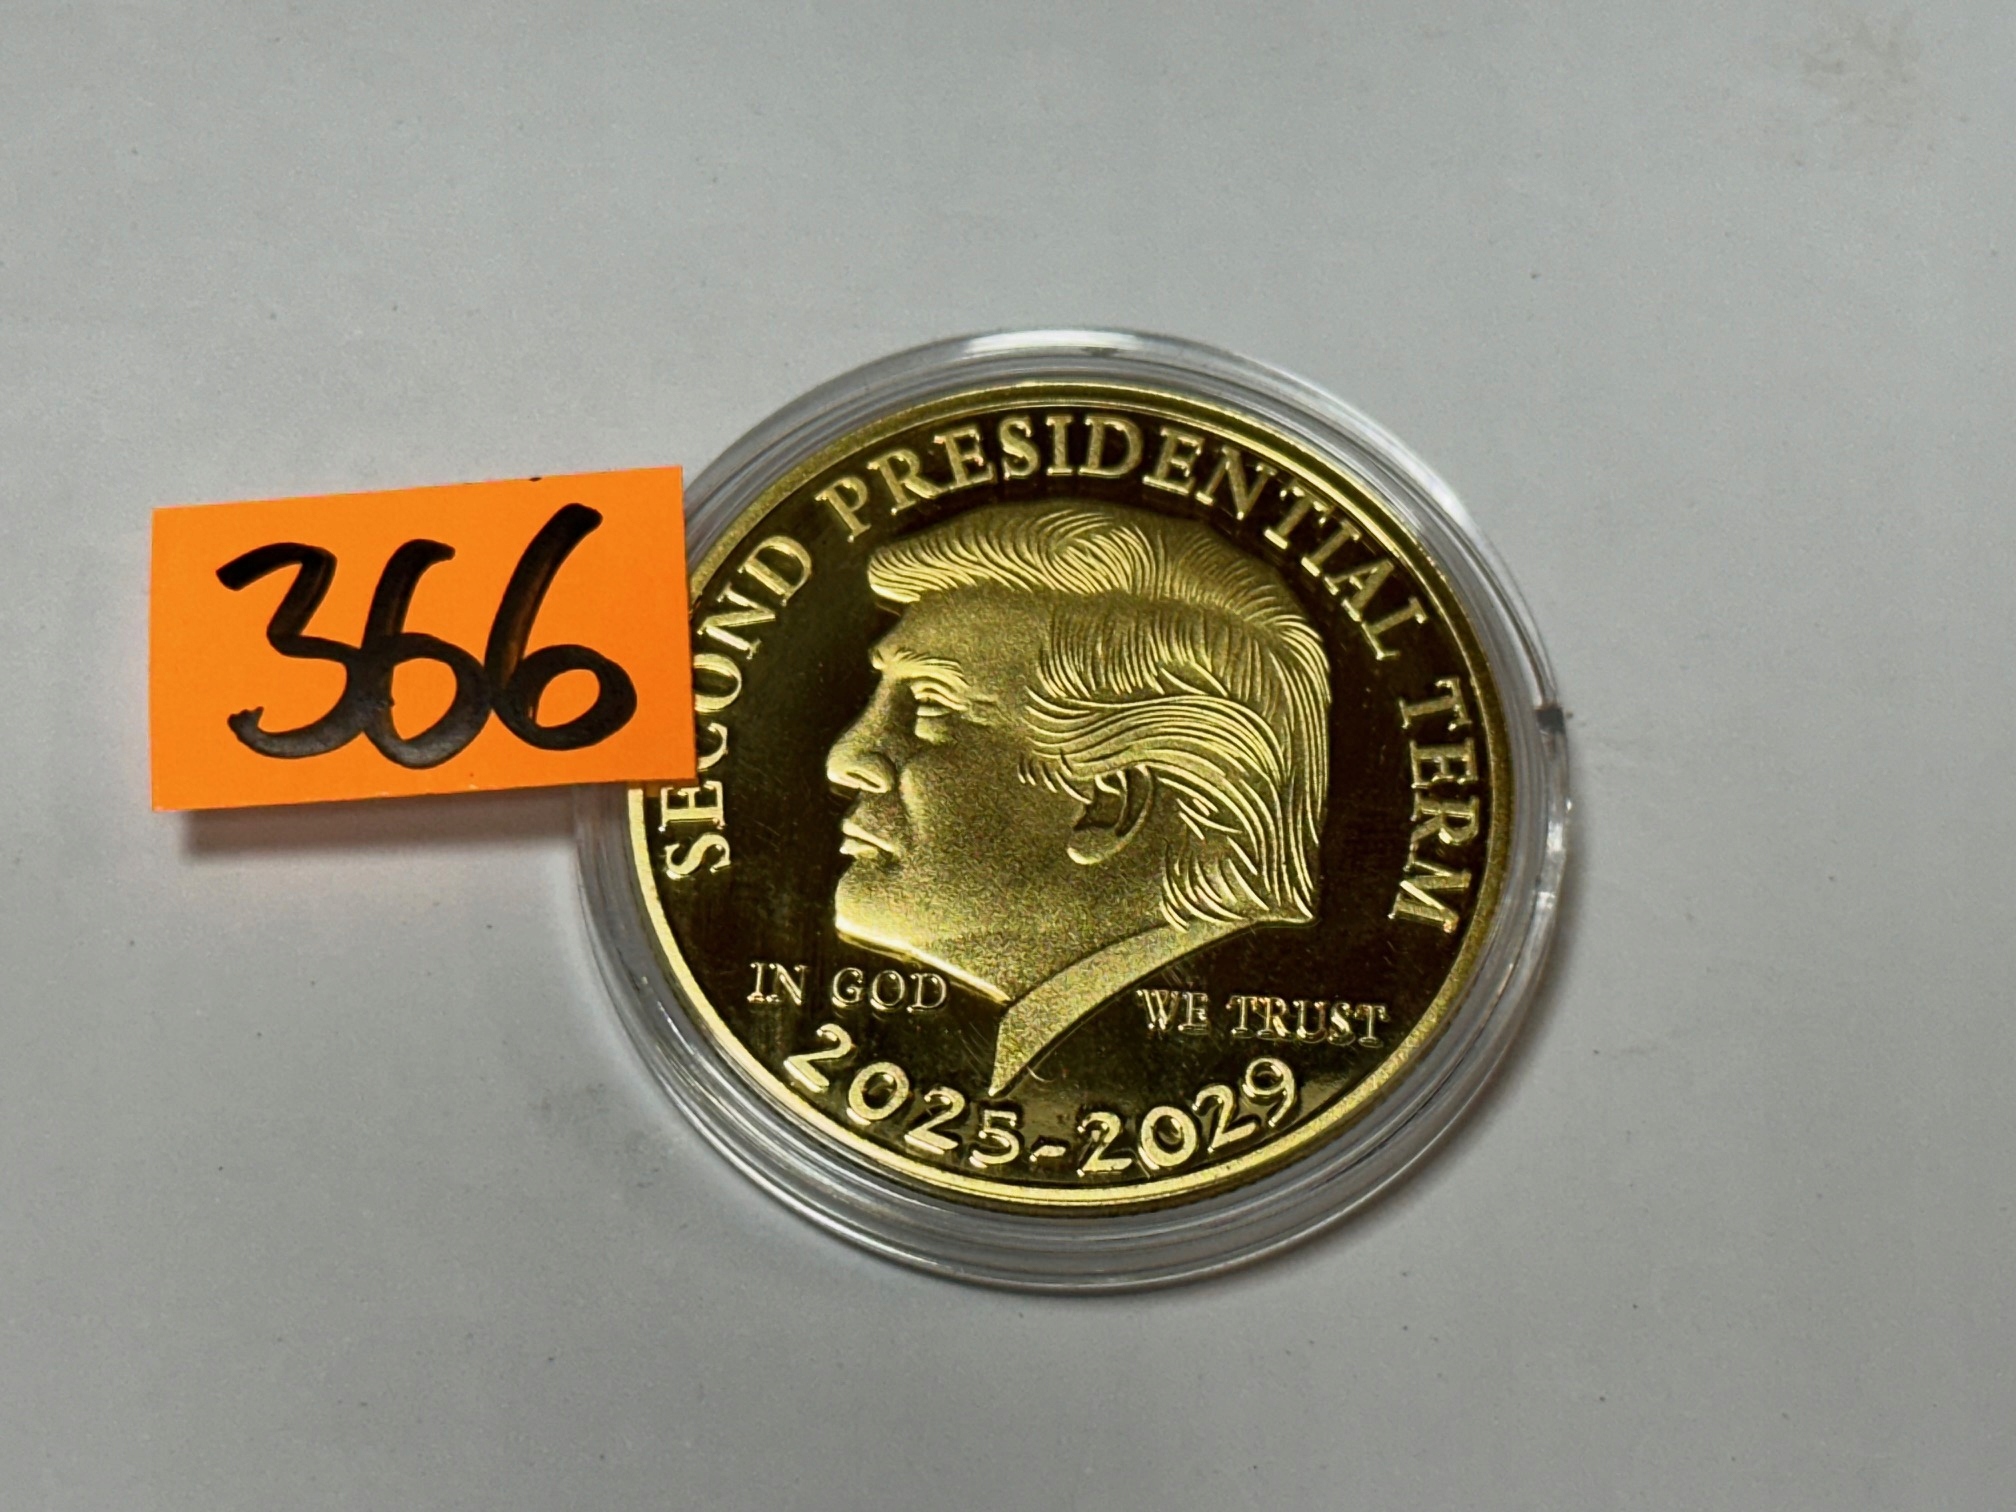 366
SECOND PRESIDENTIAL TERM
IN GOD WE TRUST
2025-2029